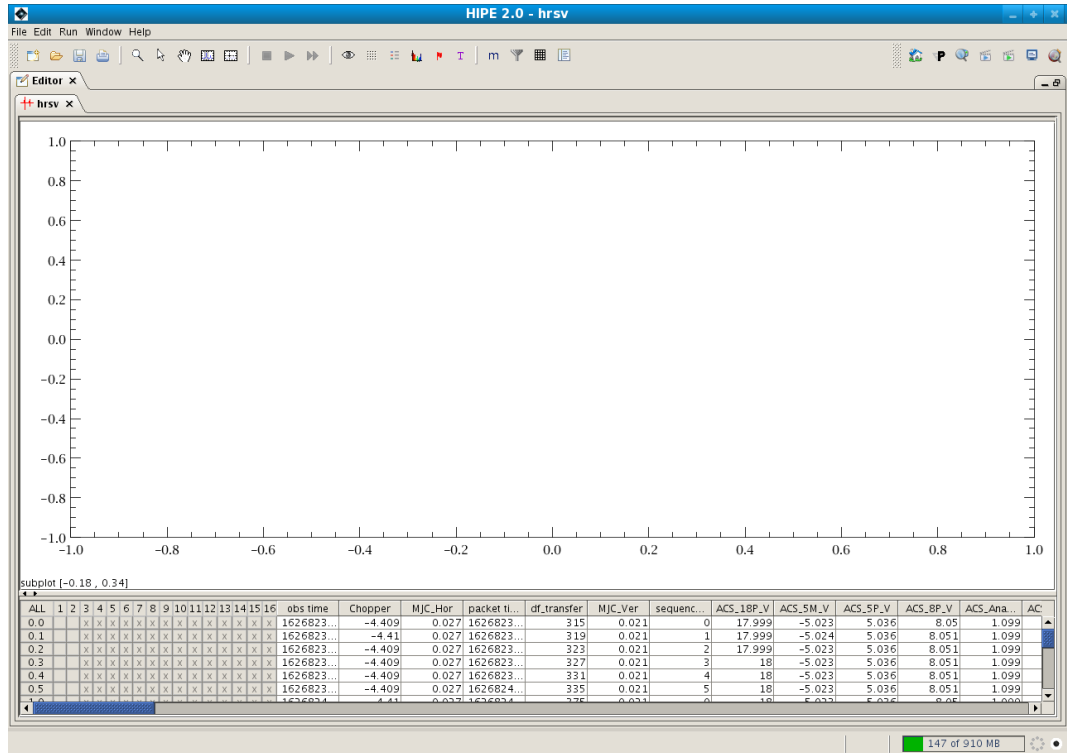 HIPE 2.0 - hrsv
File Edit Run Window Help
m
P
Editor x
hrsv x
1.0
0.8
0.6
0.4
0.2
0.0
−0.2
−0.4
−0.6
−0.8
−1.0
−1.0 −0.8 −0.6 −0.4 −0.2 0.0 0.2 0.4 0.6 0.8 1.0
subplot [-0.18 , 0.34]
ALL 1 2 3 4 5 6 7 8 9 10 11 12 13 14 15 16 obs time Chopper MJC_Hor packet ti... df_transfer MJC_Ver sequenc... ACS_18P_V ACS_5M_V ACS_5P_V ACS_8P_V ACS_Ana... AC
0.0 x x x x x x x x x x x x x x 1626823... -4.409 0.027 1626823... 315 0.021 0 17.999 -5.023 5.036 8.05 1.099
0.1 x x x x x x x x x x x x x x 1626823... -4.41 0.027 1626823... 319 0.021 1 17.999 -5.024 5.036 8.051 1.099
0.2 x x x x x x x x x x x x x x 1626823... -4.409 0.027 1626823... 323 0.021 2 17.999 -5.023 5.036 8.051 1.099
0.3 x x x x x x x x x x x x x x 1626823... -4.409 0.027 1626823... 327 0.021 3 18 -5.023 5.036 8.051 1.099
0.4 x x x x x x x x x x x x x x 1626823... -4.409 0.027 1626823... 331 0.021 4 18 -5.023 5.036 8.051 1.099
0.5 x x x x x x x x x x x x x x 1626823... -4.409 0.027 1626824... 335 0.021 5 18 -5.023 5.036 8.051 1.099
147 of 910 MB